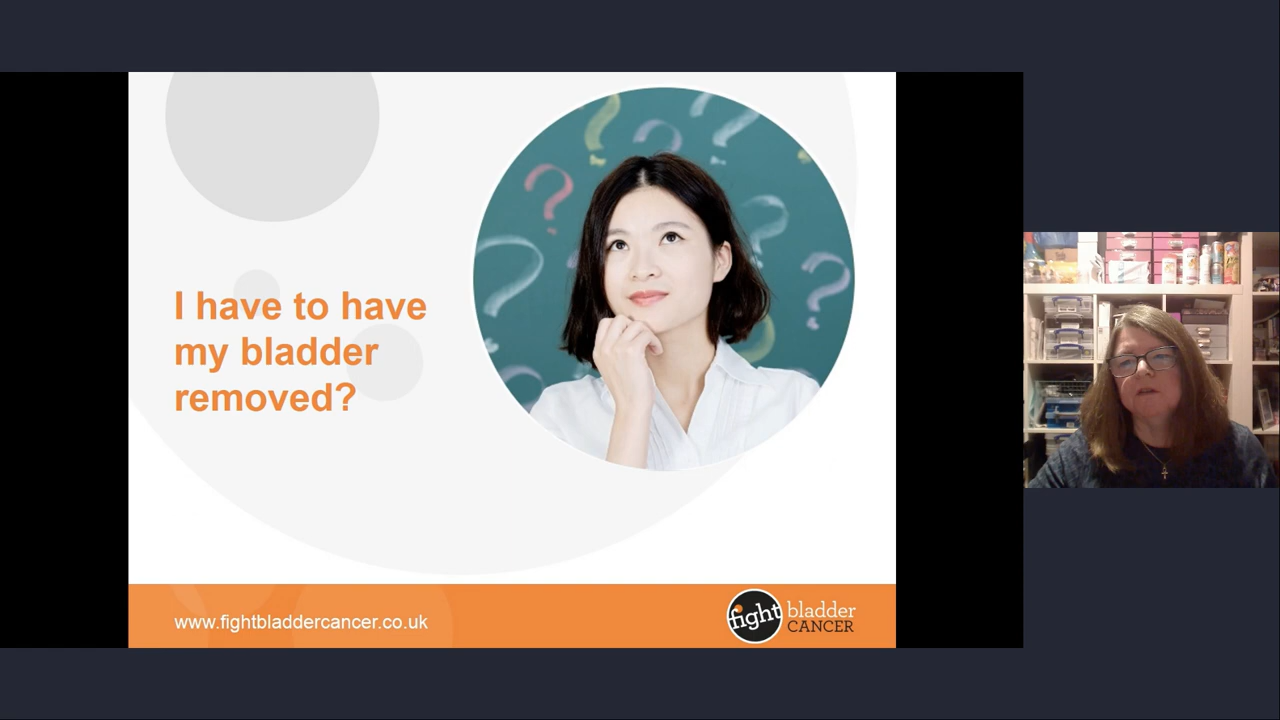 I have to have
my bladder
removed?
www.fightbladdercancer.co.uk
fight
bladder
CANCER